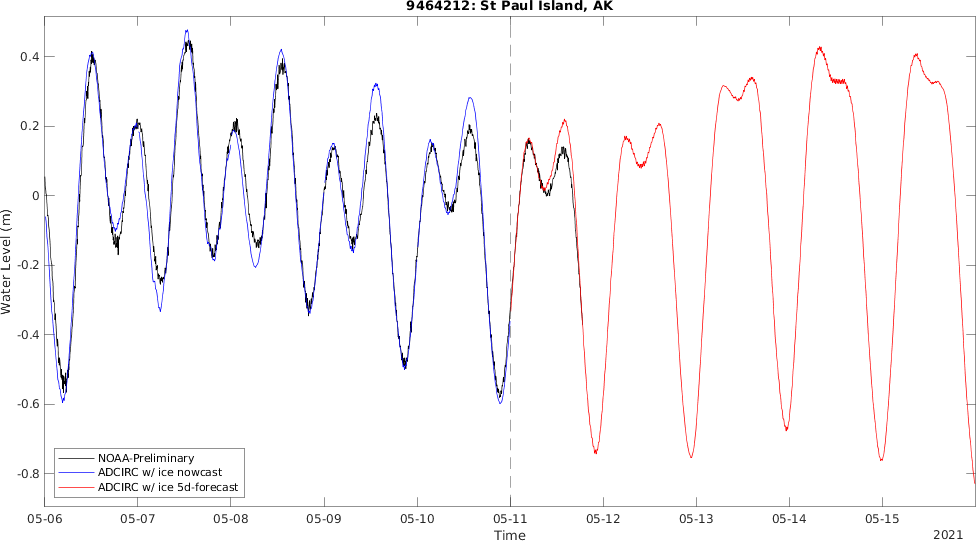 9464212: St Paul Island, AK
0.4
0.2
0
-0.2
-0.4
-0.6
-0.8
Water Level (m)
NOAA-Preliminary
ADCIRC w/ ice nowcast
ADCIRC w/ ice 5d-forecast
05-06 05-07 05-08 05-09 05-10 05-11 05-12 05-13 05-14 05-15
Time
2021